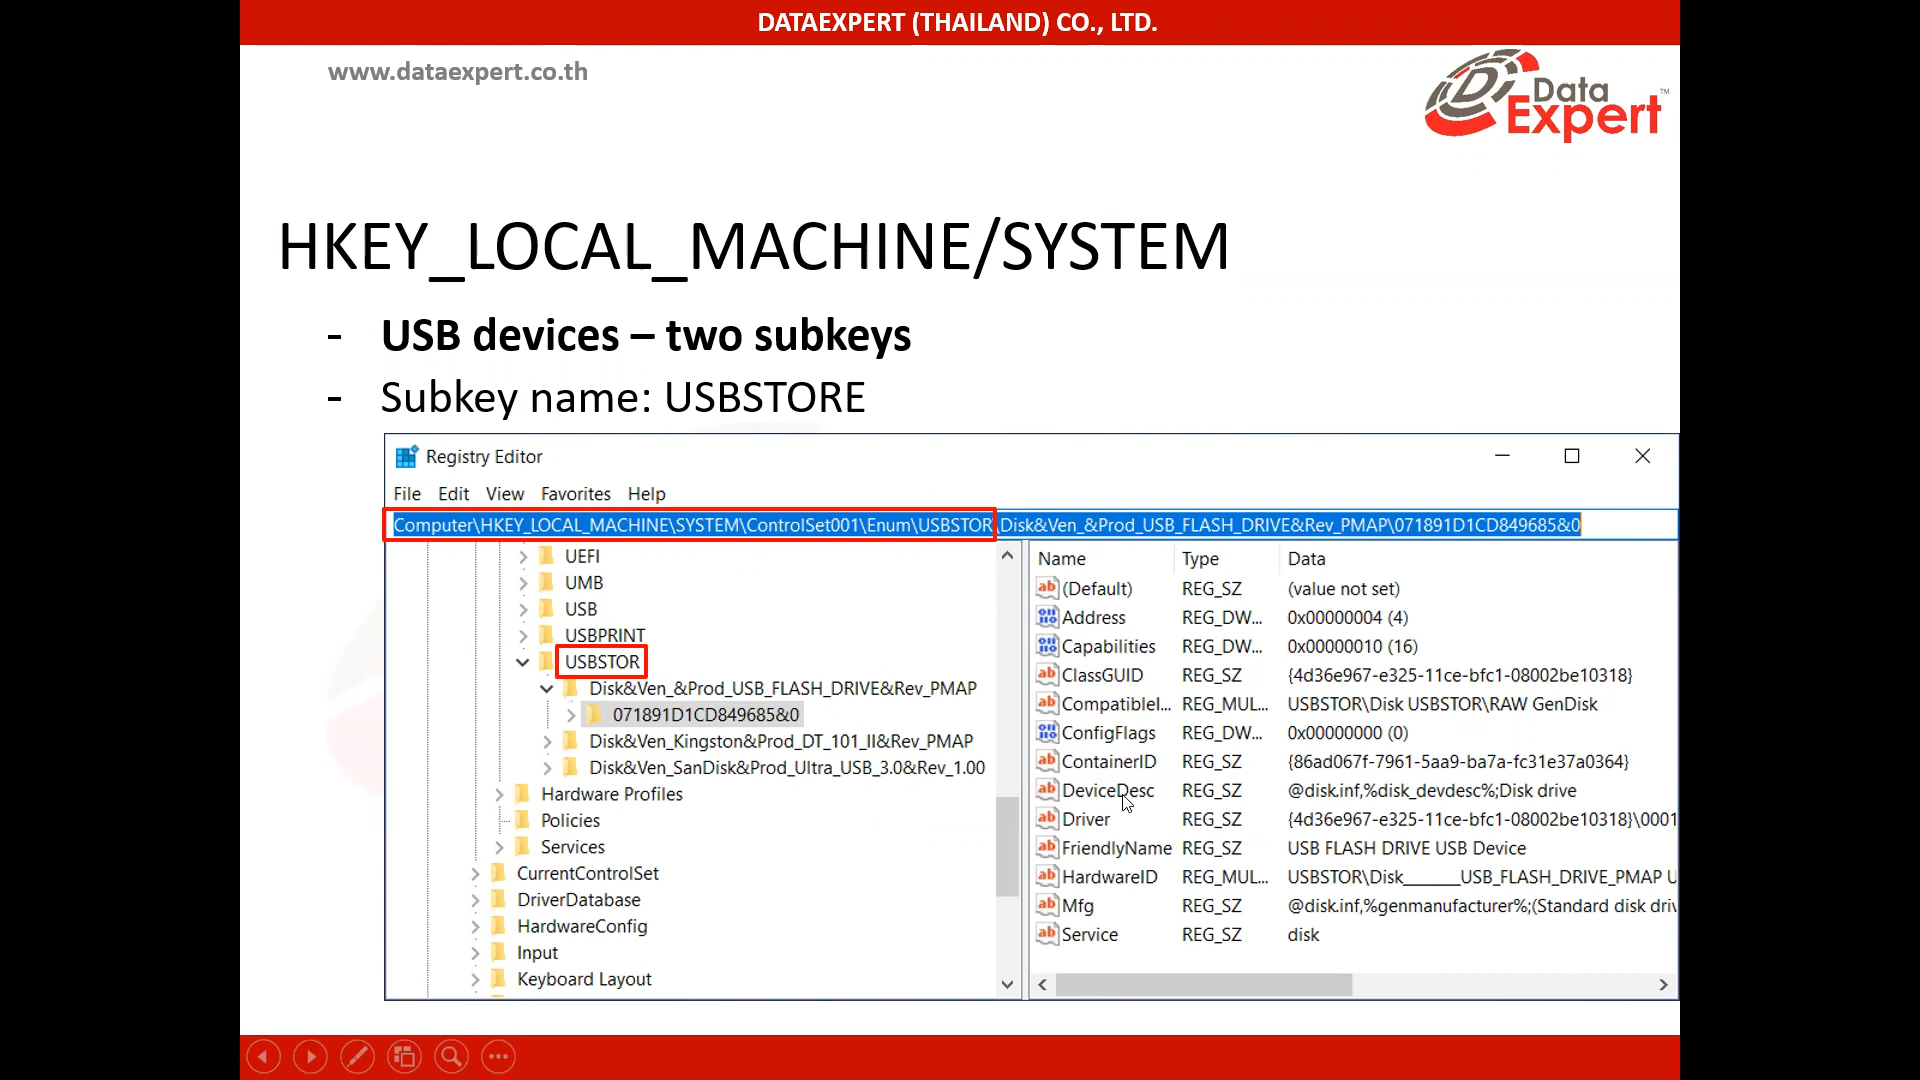 DATAEXPERT (THAILAND) CO., LTD.
www.dataexpert.co.th
Data
Expert™
HKEY_LOCAL_MACHINE/SYSTEM
- USB devices – two subkeys
- Subkey name: USBSTORE
Registry Editor
File Edit View Favorites Help
Computer\HKEY_LOCAL_MACHINE\SYSTEM\ControlSet001\Enum\USBSTOR\Disk&Ven_&Prod_USB_FLASH_DRIVE&Rev_PMAP\071891D1CD849685&0
UEFI
UMB
USB
USBPRINT
USBSTOR
Disk&Ven_&Prod_USB_FLASH_DRIVE&Rev_PMAP
071891D1CD849685&0
Disk&Ven_Kingston&Prod_DT_101_II&Rev_PMAP
Disk&Ven_SanDisk&Prod_Ultra_USB_3.0&Rev_1.00
Hardware Profiles
Policies
Services
CurrentControlSet
DriverDatabase
HardwareConfig
Input
Keyboard Layout
Name Type Data
(Default) REG_SZ (value not set)
Address REG_DW... 0x00000004 (4)
Capabilities REG_DW... 0x00000010 (16)
ClassGUID REG_SZ {4d36e967-e325-11ce-bfc1-08002be10318}
CompatibleI... REG_MUL... USBSTOR\Disk USBSTOR\RAW GenDisk
ConfigFlags REG_DW... 0x00000000 (0)
ContainerID REG_SZ {86ad067f-7961-5aa9-ba7a-fc31e37a0364}
DeviceDesc REG_SZ @disk.inf,%disk_devdesc%;Disk drive
Driver REG_SZ {4d36e967-e325-11ce-bfc1-08002be10318}\0001
FriendlyName REG_SZ USB FLASH DRIVE USB Device
HardwareID REG_MUL... USBSTOR\Disk________USB_FLASH_DRIVE_PMAP U
Mfg REG_SZ @disk.inf,%genmanufacturer%;(Standard disk driv
Service REG_SZ disk